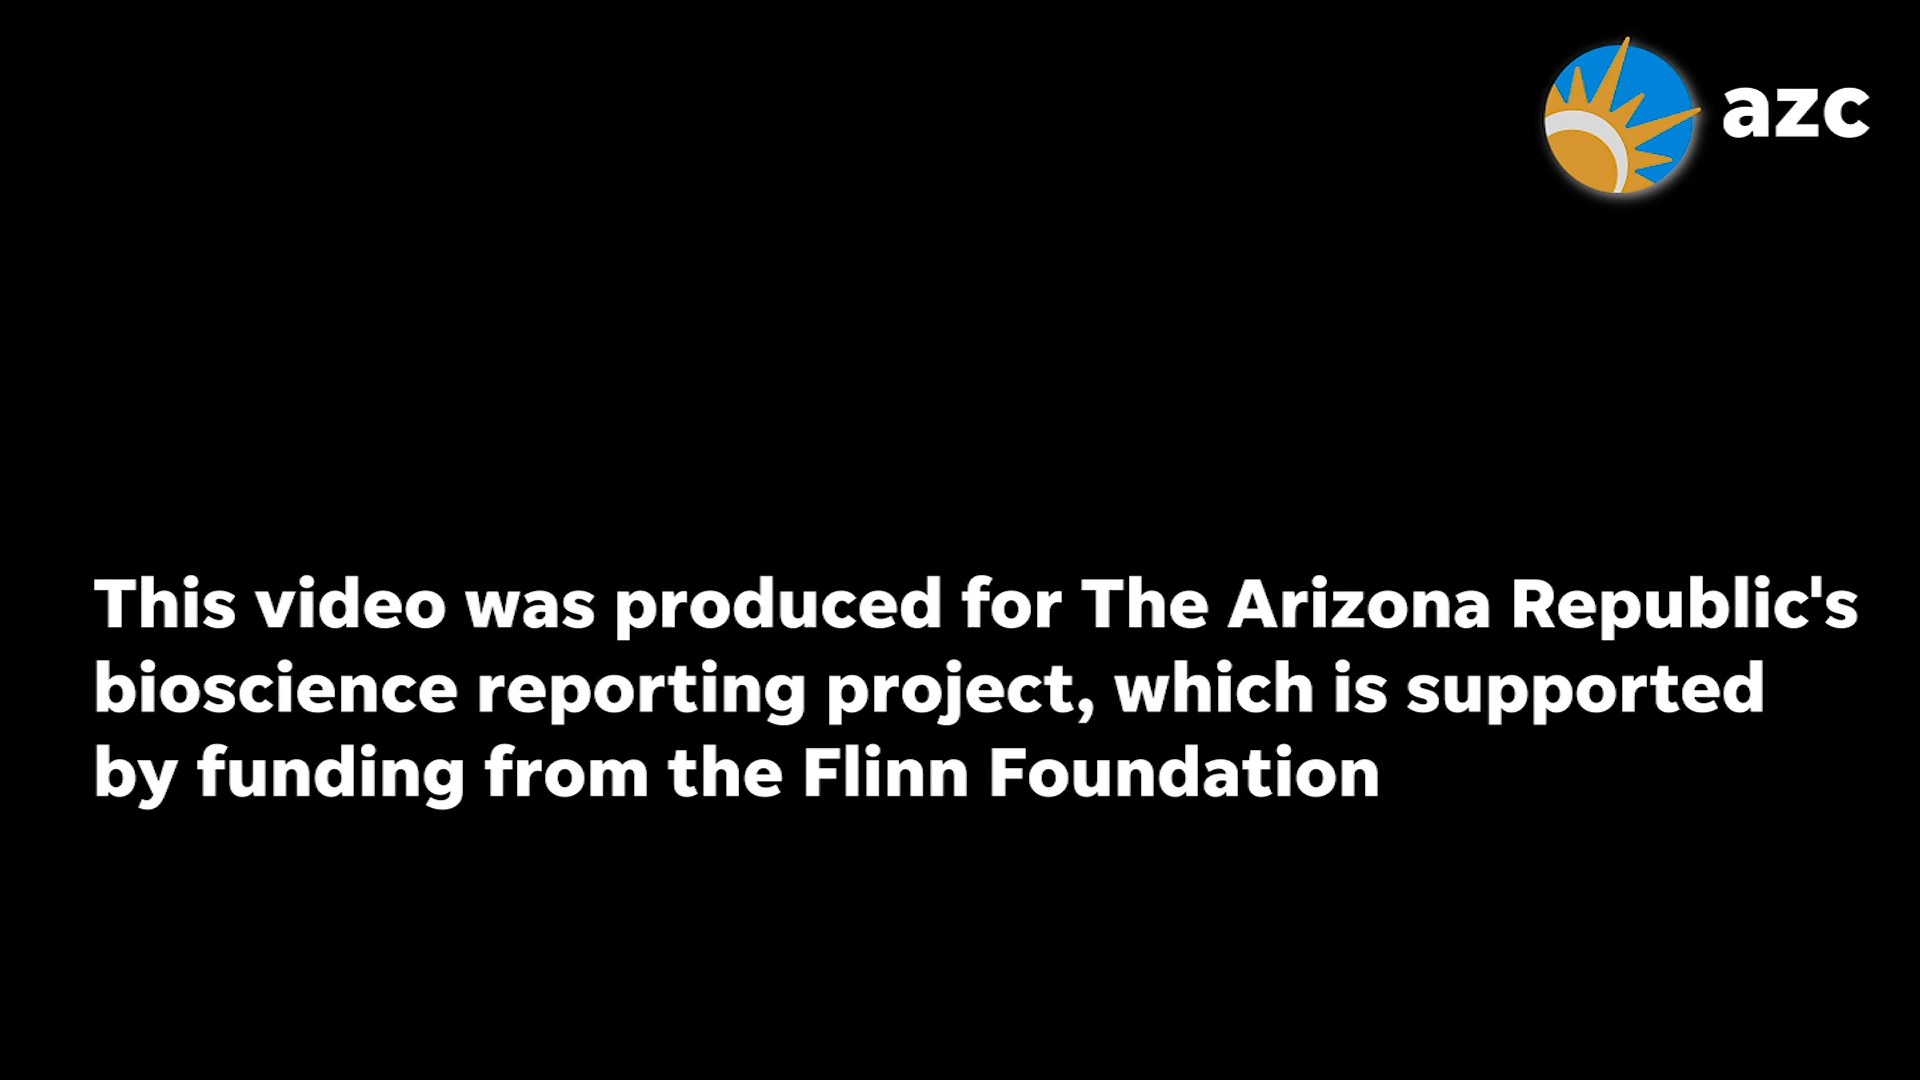 azc
This video was produced for The Arizona Republic's
bioscience reporting project, which is supported
by funding from the Flinn Foundation